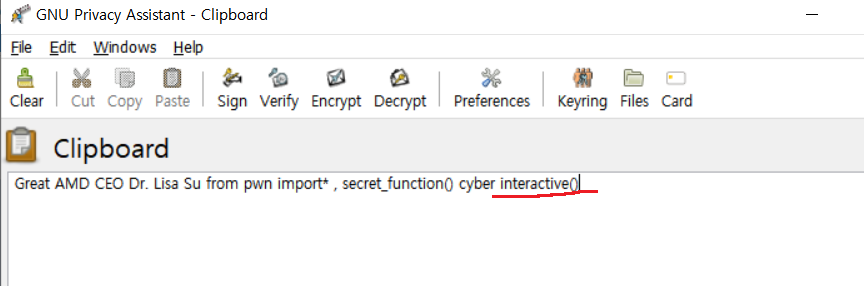 GNU Privacy Assistant - Clipboard
File Edit Windows Help
Clear Cut Copy Paste Sign Verify Encrypt Decrypt Preferences Keyring Files Card
Clipboard
Great AMD CEO Dr. Lisa Su from pwn import* , secret_function() cyber interactive()